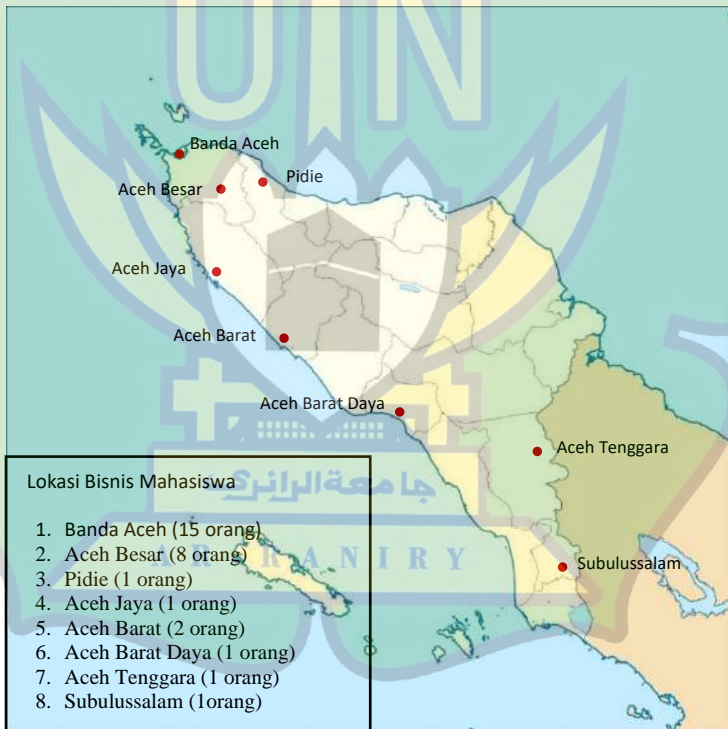 UIN
Banda Aceh
Pidie
Aceh Besar
Aceh Jaya
Aceh Barat
Aceh Barat Daya
Aceh Tenggara
Subulussalam
جامعة الرانري
AR-RANIRY
Lokasi Bisnis Mahasiswa
1. Banda Aceh (15 orang)
2. Aceh Besar (8 orang)
3. Pidie (1 orang)
4. Aceh Jaya (1 orang)
5. Aceh Barat (2 orang)
6. Aceh Barat Daya (1 orang)
7. Aceh Tenggara (1 orang)
8. Subulussalam (1orang)